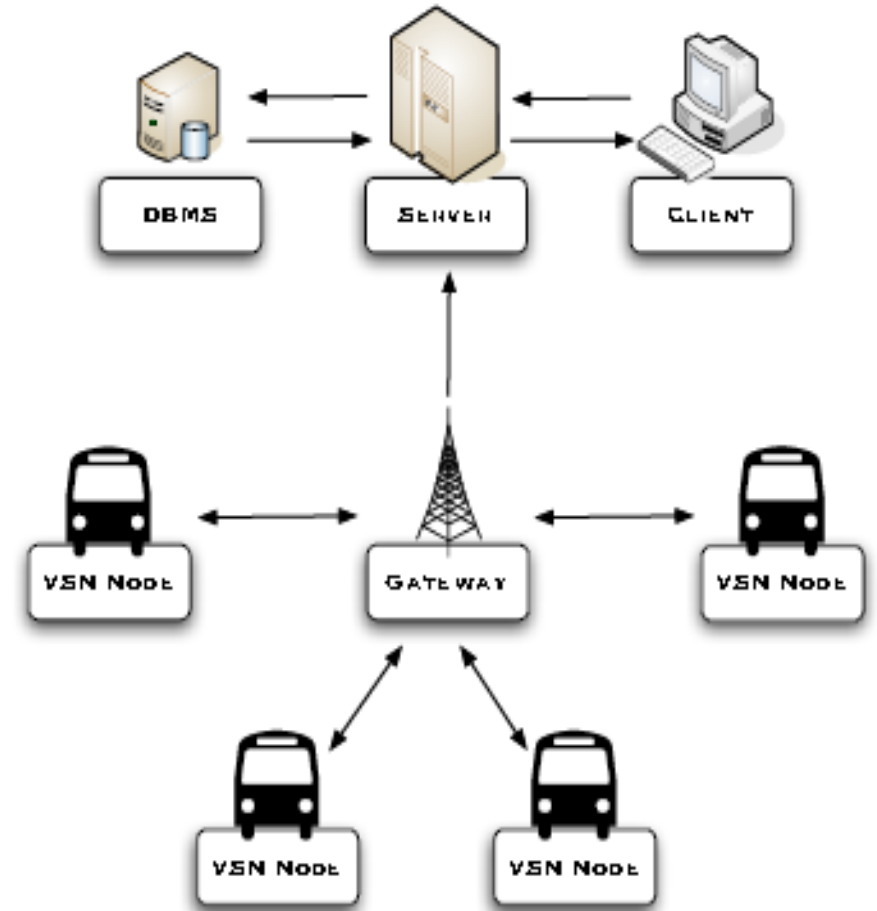 DBMS
SERVER
CLIENT
VSN NODE
GATEWAY
VSN NODE
VSN NODE
VSN NODE